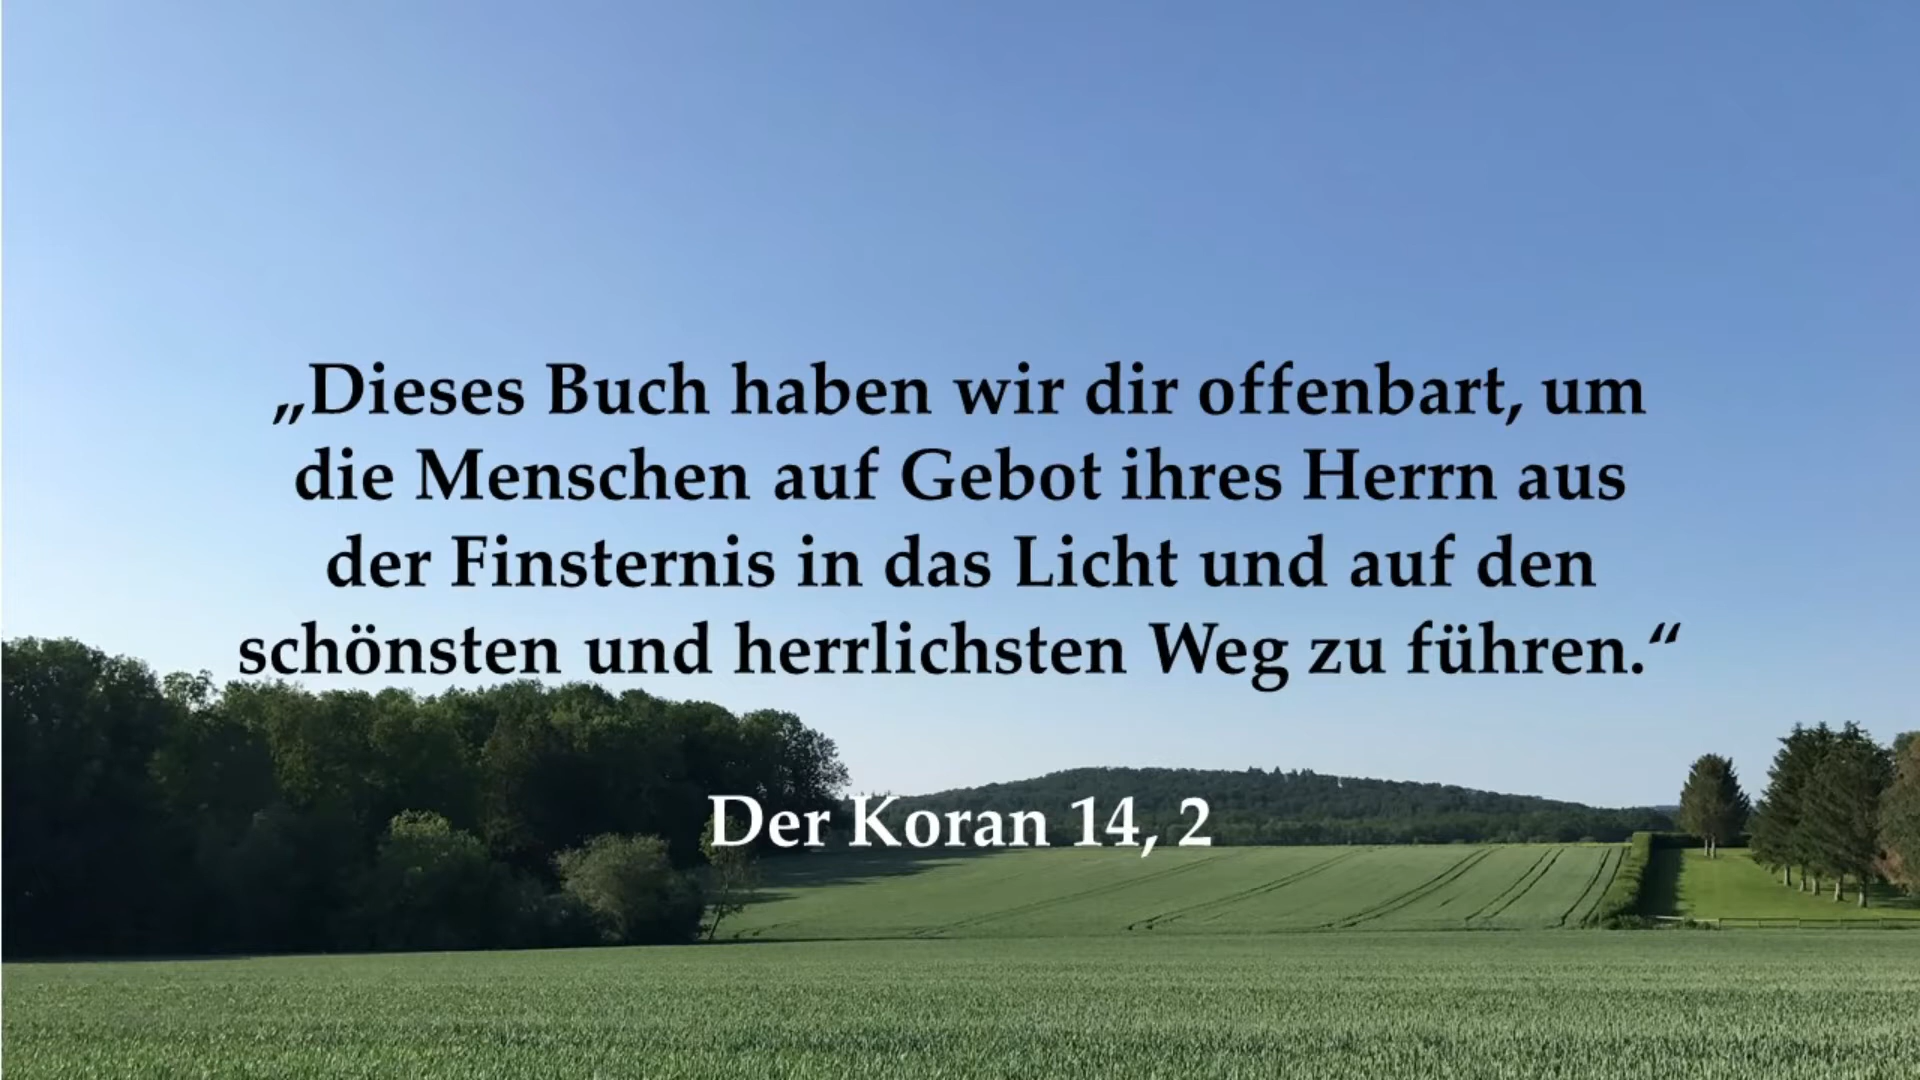 „Dieses Buch haben wir dir offenbart, um
die Menschen auf Gebot ihres Herrn aus
der Finsternis in das Licht und auf den
schönsten und herrlichsten Weg zu führen.“
Der Koran 14, 2